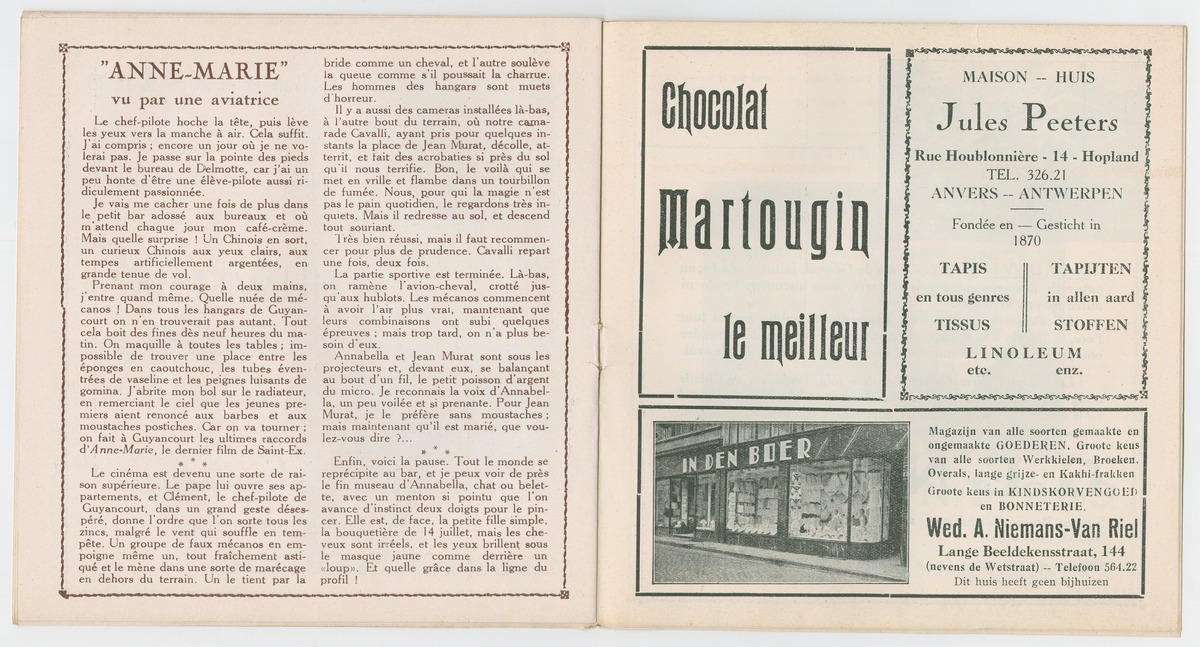 "ANNE-MARIE"
vu par une aviatrice
Le chef-pilote hoche la tête, puis lève
les yeux vers la manche à air. Cela suffit.
J'ai compris ; encore un jour où je ne vo-
lerai pas. Je passe sur la pointe des pieds
devant le bureau de Delmotte, car j'ai un
peu honte d'être une élève-pilote aussi ri-
diculement passionnée.
Je vais me cacher une fois de plus dans
le petit bar adossé aux bureaux et où
m'attend chaque jour mon café-crème.
Mais quelle surprise ! Un Chinois en sort,
un curieux Chinois aux yeux clairs, aux
tempes artificiellement argentées, en
grande tenue de vol.
Prenant mon courage à deux mains,
j'entre quand même. Quelle nuée de mé-
canos ! Dans tous les hangars de Guyan-
court on n'en trouverait pas autant. Tout
cela boit des fines dès neuf heures du ma-
tin. On maquille à toutes les tables ; im-
possible de trouver une place entre les
éponges en caoutchouc, les tubes éven-
trées de vaseline et les peignes luisants de
gomina. J'abrite mon bol sur le radiateur,
en remerciant le ciel que les jeunes pre-
miers aient renoncé aux barbes et aux
moustaches postiches. Car on va tourner ;
on fait à Guyancourt les ultimes raccords
d'Anne-Marie, le dernier film de Saint-Ex.
* * *
Le cinéma est devenu une sorte de rai-
son supérieure. Le pape lui ouvre ses ap-
partements, et Clément, le chef-pilote de
Guyancourt, dans un grand geste déses-
péré, donne l'ordre que l'on sorte tous les
zincs, malgré le vent qui souffle en tem-
pête. Un groupe de faux mécanos en em-
poigne même un, tout fraîchement asti-
qué et le mène dans une sorte de marécage
en dehors du terrain. Un le tient par la
bride comme un cheval, et l'autre soulève
la queue comme s'il poussait la charrue.
Les hommes des hangars sont muets
d'horreur.
Il y a aussi des cameras installées là-bas,
à l'autre bout du terrain, où notre cama-
rade Cavalli, ayant pris pour quelques in-
stants la place de Jean Murat, décolle, at-
territ, et fait des acrobaties si près du sol
qu'il nous terrifie. Bon, le voilà qui se
met en vrille et flambe dans un tourbillon
de fumée. Nous, pour qui la magie n'est
pas le pain quotidien, le regardons très in-
quiets. Mais il redresse au sol, et descend
tout souriant.
Très bien réussi, mais il faut recommen-
cer pour plus de prudence. Cavalli repart
une fois, deux fois.
La partie sportive est terminée. Là-bas,
on ramène l'avion-cheval, crotté jus-
qu'aux hublots. Les mécanos commencent
à avoir l'air plus vrai, maintenant que
leurs combinaisons ont subi quelques
épreuves ; mais trop tard, on n'a plus be-
soin d'eux.
Annabella et Jean Murat sont sous les
projecteurs et, devant eux, se balançant
au bout d'un fil, le petit poisson d'argent
du micro. Je reconnais la voix d'Annabel-
la, un peu voilée et si prenante. Pour Jean
Murat, je le préfère sans moustaches ;
mais maintenant qu'il est marié, que vou-
lez-vous dire ?...
* * *
Enfin, voici la pause. Tout le monde se
reprécipite au bar, et je peux voir de près
le fin museau d'Annabella, chat ou belet-
te, avec un menton si pointu que l'on
avance d'instinct deux doigts pour le pin-
cer. Elle est, de face, la petite fille simple,
la bouquetière de 14 juillet, mais les che-
veux sont irréels, et les yeux brillent sous
le masque jaune comme derrière un
«loup». Et quelle grâce dans la ligne du
profil !
Chocolat
Martougin
le meilleur
MAISON -- HUIS
Jules Peeters
Rue Houblonnière - 14 - Hopland
TEL. 326.21
ANVERS -- ANTWERPEN
Fondée en — Gesticht in
1870
TAPIS TAPIJTEN
en tous genres in allen aard
TISSUS STOFFEN
LINOLEUM
etc. enz.
IN DEN BOER
Magazijn van alle soorten gemaakte en
ongemaakte GOEDEREN. Groote keus
van alle soorten Werkkielen, Broeken.
Overals, lange grijze- en Kakhi-frakken
Groote keus in KINDSKORVENGOED
en BONNETERIE.
Wed. A. Niemans-Van Riel
Lange Beeldekensstraat, 144
(nevens de Wetstraat) -- Telefoon 564.22
Dit huis heeft geen bijhuizen